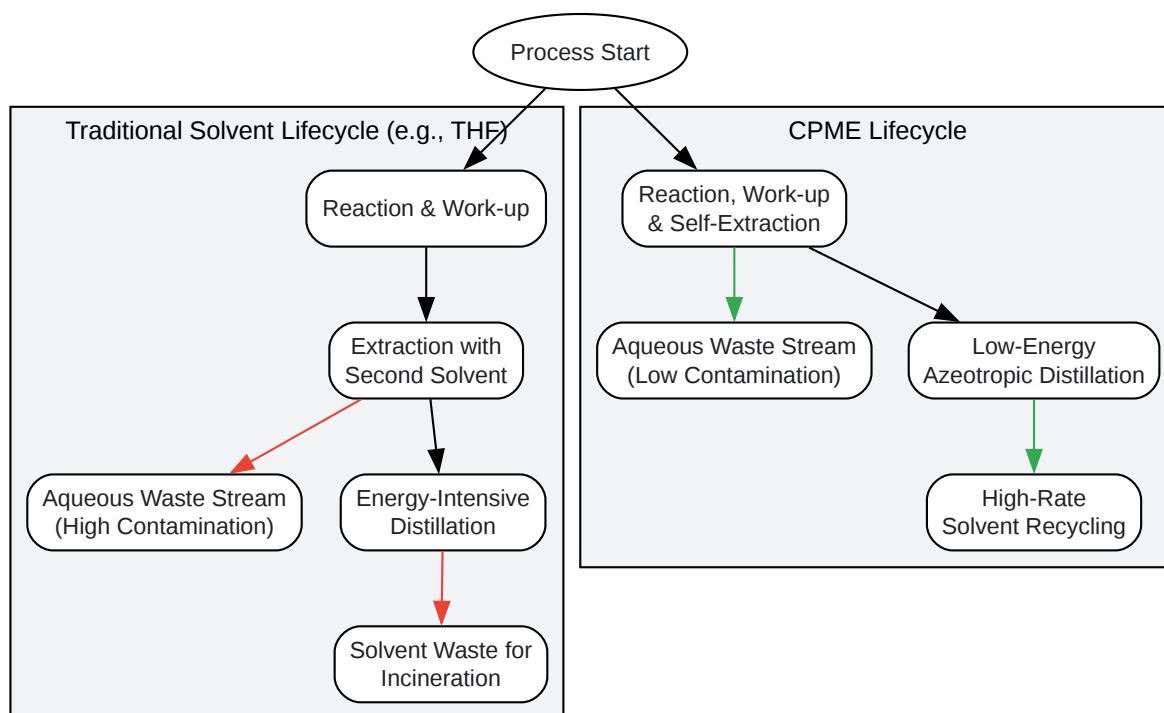 Process Start
Traditional Solvent Lifecycle (e.g., THF)
Reaction & Work-up
Extraction with
Second Solvent
Aqueous Waste Stream
(High Contamination)
Energy-Intensive
Distillation
Solvent Waste for
Incineration
CPME Lifecycle
Reaction, Work-up
& Self-Extraction
Aqueous Waste Stream
(Low Contamination)
Low-Energy
Azeotropic Distillation
High-Rate
Solvent Recycling